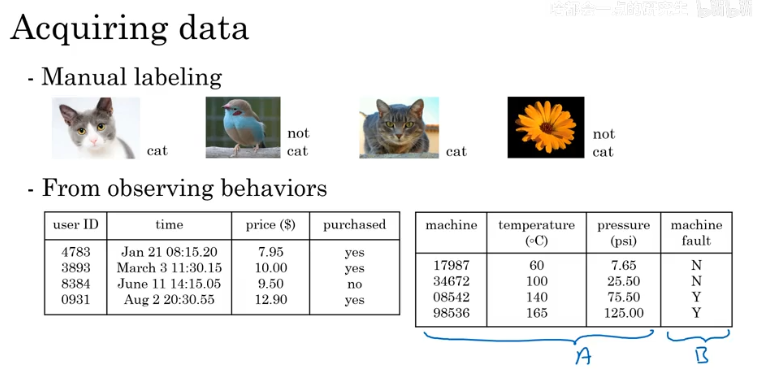 Acquiring data
- Manual labeling
cat
not
cat
cat
not
cat
- From observing behaviors
user ID time price ($) purchased
4783 Jan 21 08:15.20 7.95 yes
3893 March 3 11:30.15 10.00 yes
8384 June 11 14:15.05 9.50 no
0931 Aug 2 20:30.55 12.90 yes
machine temperature pressure machine
(°C) (psi) fault
17987 60 7.65 N
34672 100 25.50 N
08542 140 75.50 Y
98536 165 125.00 Y
A B